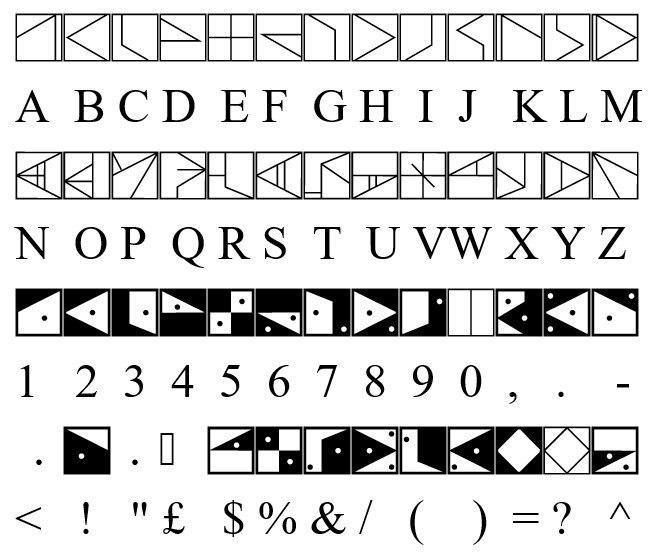 A B C D E F G H I J K L M
N O P Q R S T U V W X Y Z
1 2 3 4 5 6 7 8 9 0 , . -
. .
< ! " £ $ % & / ( ) = ? ^